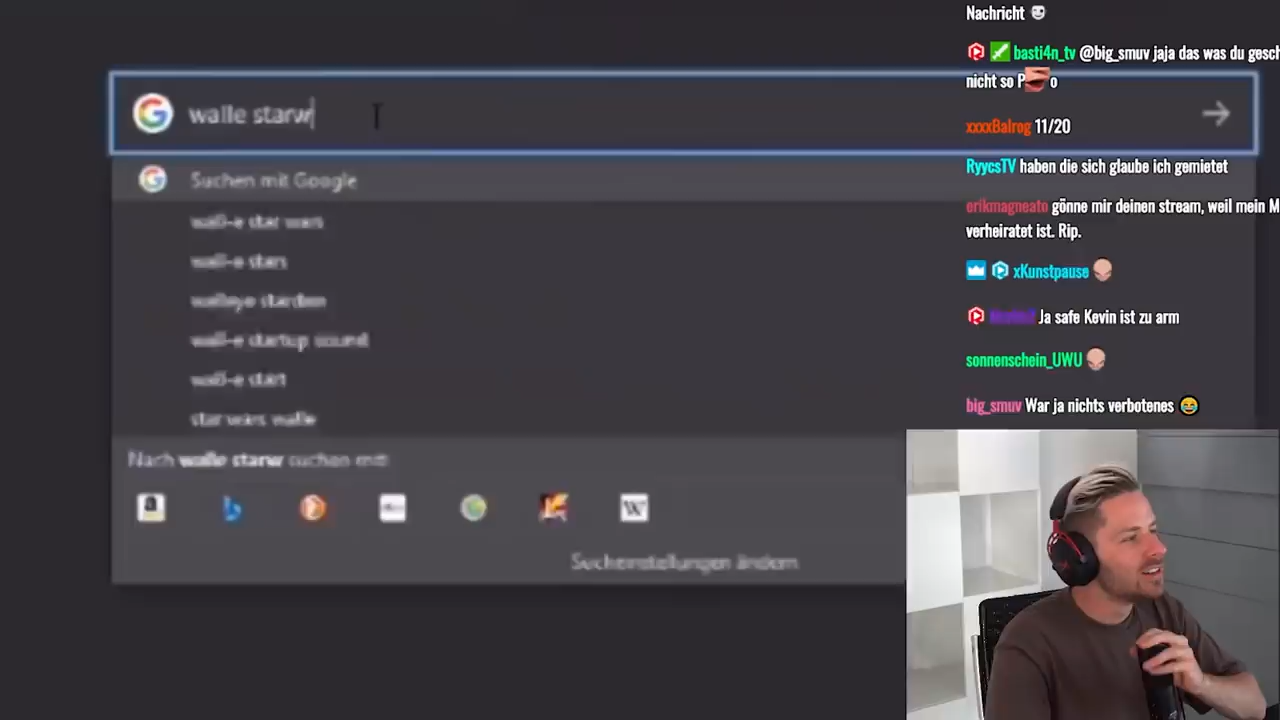 walle starw
Suchen mit Google
wall-e star wars
wall-e stars
walleye stardew
wall-e startup sound
wall-e start
star wars walle
Nach walle starw suchen mit:
Sucheinstellungen ändern
Nachricht
basti4n_tv @big_smuv jaja das was du gesch
nicht so P o
xxxxBalrog 11/20
RyycsTV haben die sich glaube ich gemietet
erikmagneato gönne mir deinen stream, weil mein M
verheiratet ist. Rip.
xKunstpause
Ja safe Kevin ist zu arm
sonnenschein_UWU
big_smuv War ja nichts verbotenes 😂